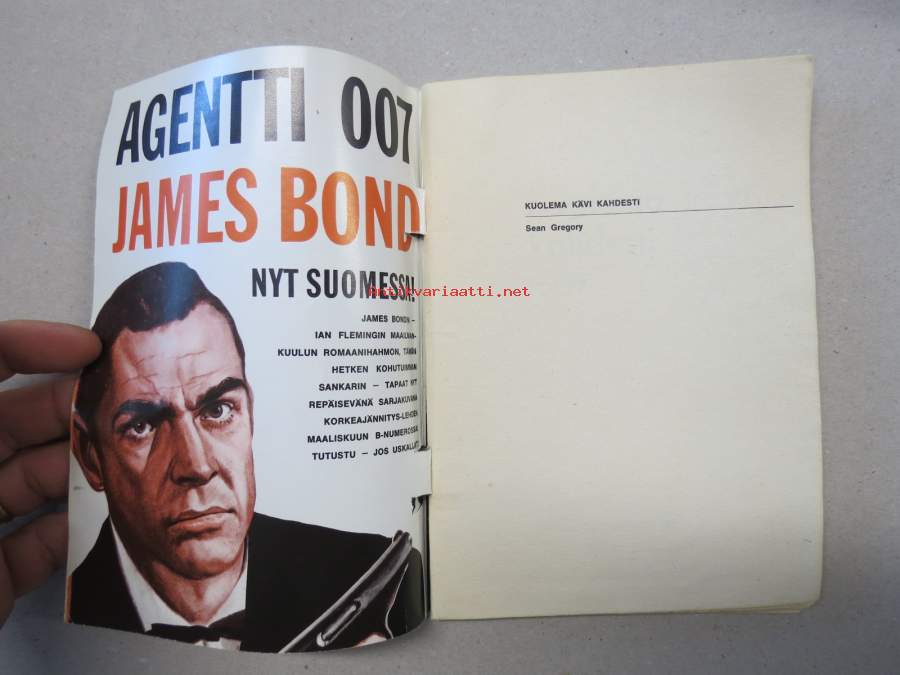 AGENTTI 007
JAMES BOND
NYT SUOMESSA!
JAMES BONDIN –
IAN FLEMINGIN MAAILMAN-
KUULUN ROMAANIHAHMON, TÄMÄN
HETKEN KOHUTUIMMAN
SANKARIN – TAPAAT NYT
REPÄISEVÄNÄ SARJAKUVANA
KORKEAJÄNNITYS-LEHDEN
MAALISKUUN B-NUMEROSSA
TUTUSTU – JOS USKALLAT
KUOLEMA KÄVI KAHDESTI
Sean Gregory
antikvariaatti.net